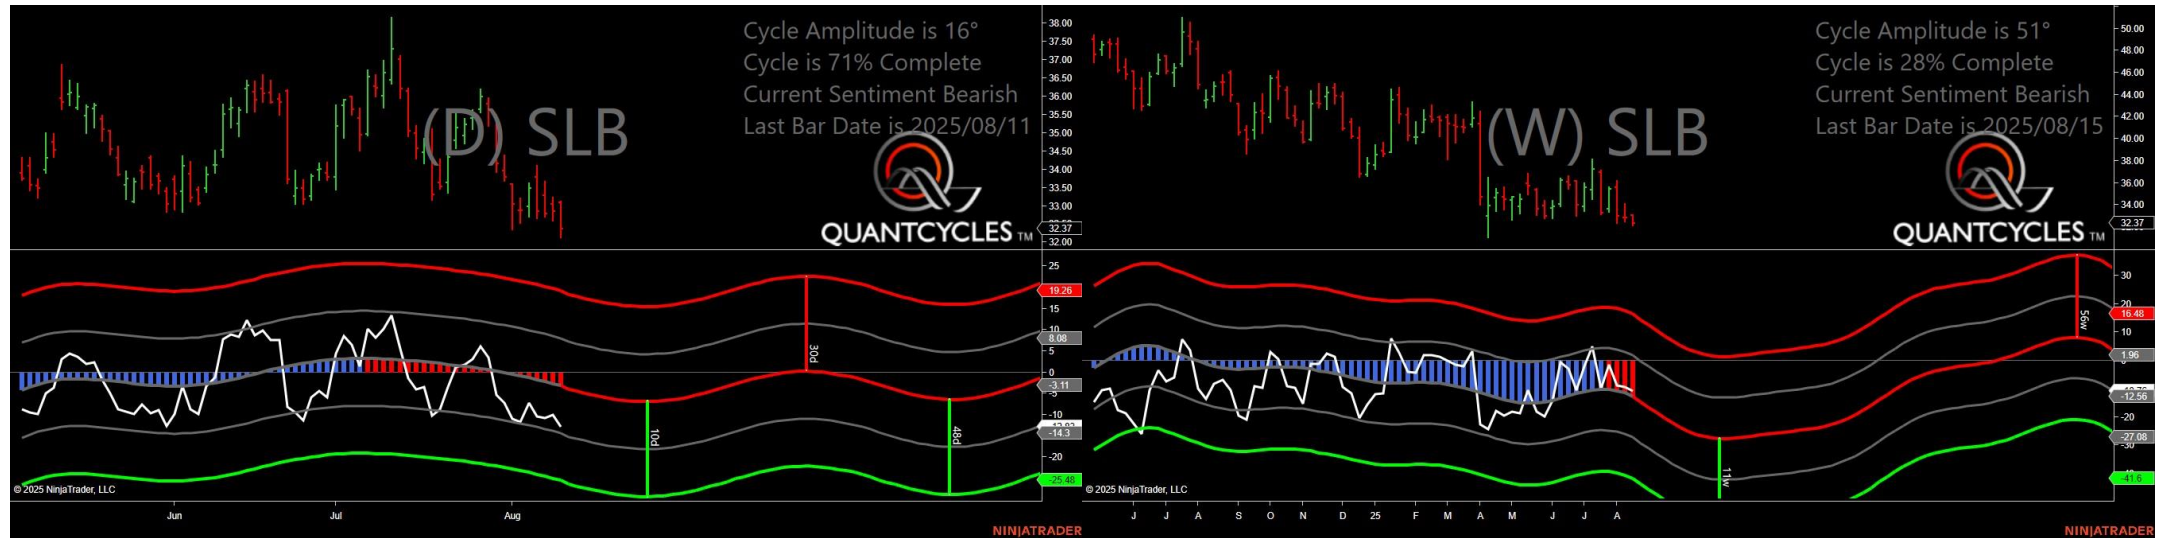 Cycle Amplitude is 16°
Cycle is 71% Complete
Current Sentiment Bearish
Last Bar Date is 2025/08/11
(D) SLB
QUANTCYCLES TM
38.00
37.50
37.00
36.50
36.00
35.50
35.00
34.50
34.00
33.50
33.00
32.37
32.00
25
19.26
15
10
8.08
5
0
-3.11
-5
-10
-14.3
-20
-25.48
30d
10d
48d
© 2025 NinjaTrader, LLC
Jun Jul Aug
NINJATRADER
Cycle Amplitude is 51°
Cycle is 28% Complete
Current Sentiment Bearish
Last Bar Date is 2025/08/15
(W) SLB
QUANTCYCLES TM
50.00
48.00
46.00
44.00
42.00
40.00
38.00
36.00
34.00
32.37
30
20
16.48
10
1.96
-12.56
-20
-27.08
-30
-41.6
56w
11w
© 2025 NinjaTrader, LLC
J J A S O N D 25 F M A M J J A
NINJATRADER